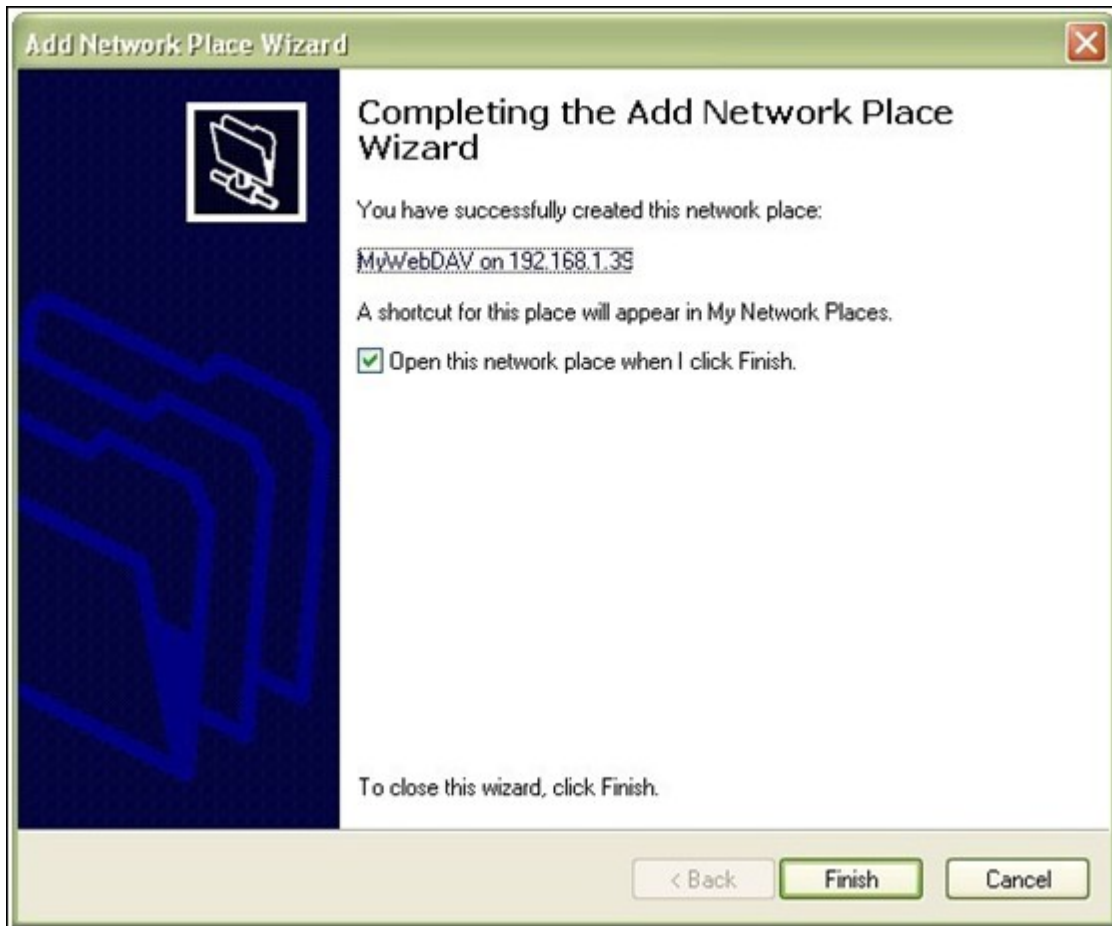 Add Network Place Wizard
Completing the Add Network Place
Wizard
You have successfully created this network place:
MyWebDAV on 192.168.1.39
A shortcut for this place will appear in My Network Places.
Open this network place when I click Finish.
To close this wizard, click Finish.
< Back Finish Cancel